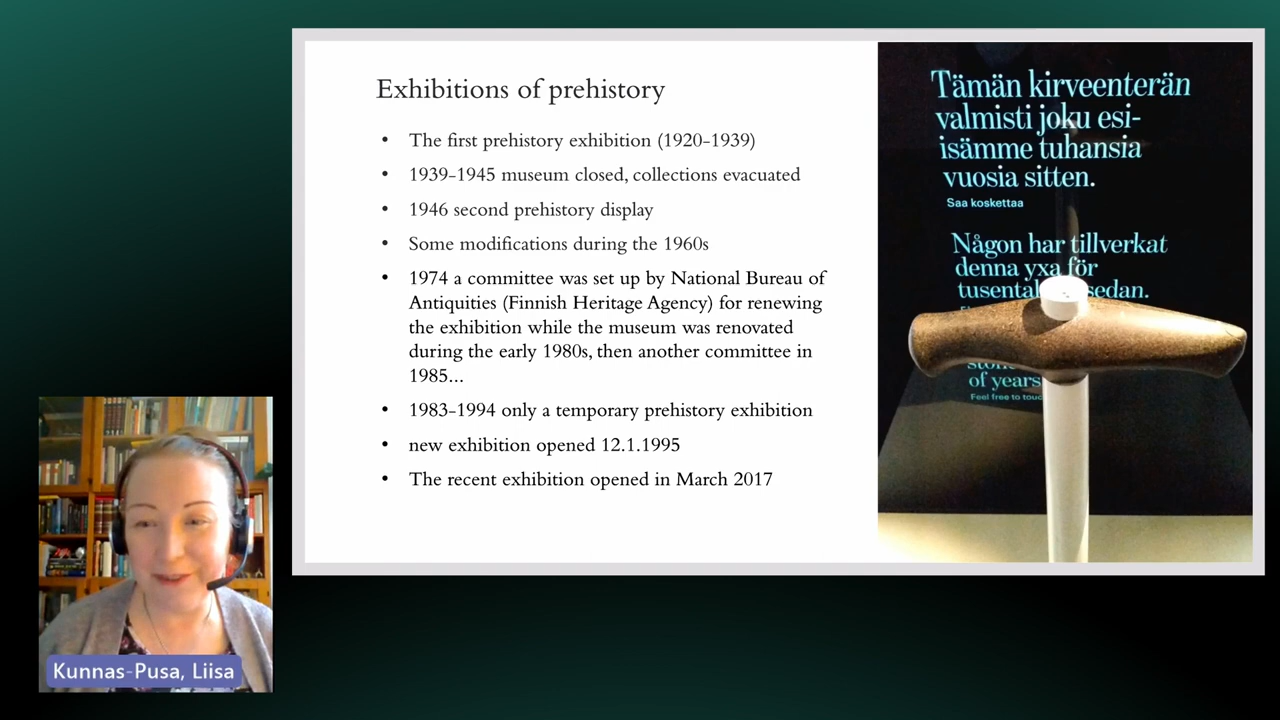 Exhibitions of prehistory
• The first prehistory exhibition (1920-1939)
• 1939-1945 museum closed, collections evacuated
• 1946 second prehistory display
• Some modifications during the 1960s
• 1974 a committee was set up by National Bureau of
Antiquities (Finnish Heritage Agency) for renewing
the exhibition while the museum was renovated
during the early 1980s, then another committee in
1985...
• 1983-1994 only a temporary prehistory exhibition
• new exhibition opened 12.1.1995
• The recent exhibition opened in March 2017
Tämän kirveenterän
valmisti joku esi-
isämme tuhansia
vuosia sitten.
Saa koskettaa
Någon har tillverkat
denna yxa för
sedan.
of years
Feel free to
Kunnas-Pusa, Liisa